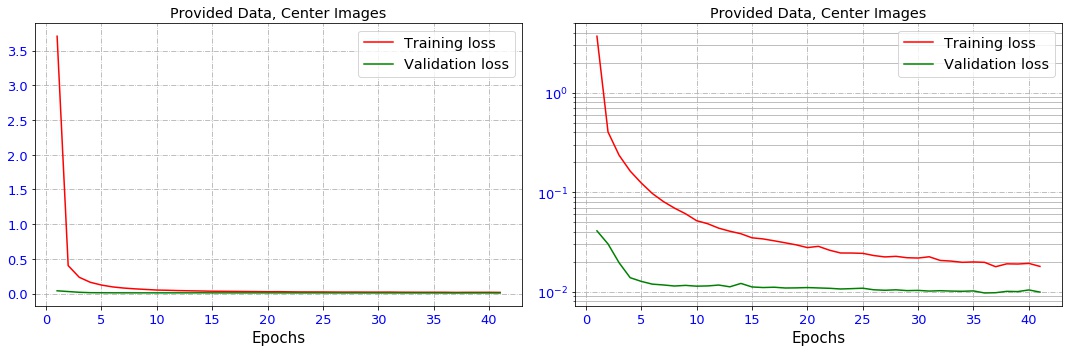 Provided Data, Center Images
Training loss
Validation loss
3.5
3.0
2.5
2.0
1.5
1.0
0.5
0.0
0 5 10 15 20 25 30 35 40
Epochs
Provided Data, Center Images
Training loss
Validation loss
10⁰
10⁻¹
10⁻²
0 5 10 15 20 25 30 35 40
Epochs